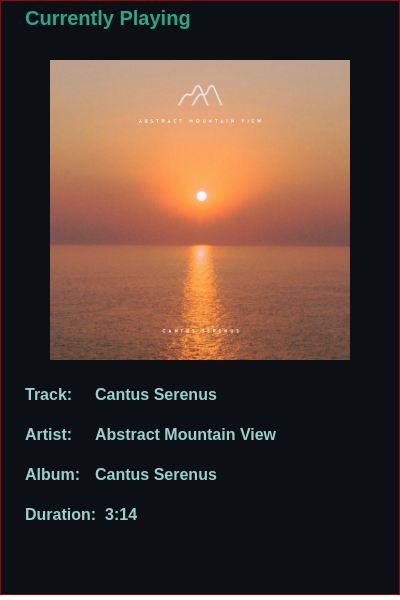 Currently Playing
ABSTRACT MOUNTAIN VIEW
CANTUS SERENUS
Track: Cantus Serenus
Artist: Abstract Mountain View
Album: Cantus Serenus
Duration: 3:14